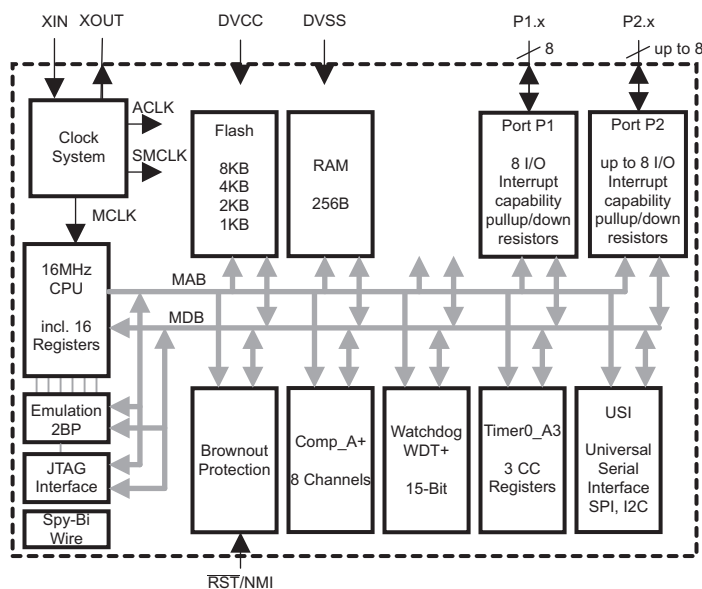 XIN XOUT DVCC DVSS P1.x P2.x
8 up to 8
ACLK
SMCLK
MCLK
Clock
System
Flash
8KB
4KB
2KB
1KB
RAM
256B
Port P1
8 I/O
Interrupt
capability
pullup/down
resistors
Port P2
up to 8 I/O
Interrupt
capability
pullup/down
resistors
16MHz
CPU
incl. 16
Registers
MAB
MDB
Emulation
2BP
JTAG
Interface
Spy-Bi
Wire
Brownout
Protection
Comp_A+
8 Channels
Watchdog
WDT+
15-Bit
Timer0_A3
3 CC
Registers
USI
Universal
Serial
Interface
SPI, I2C
RST/NMI